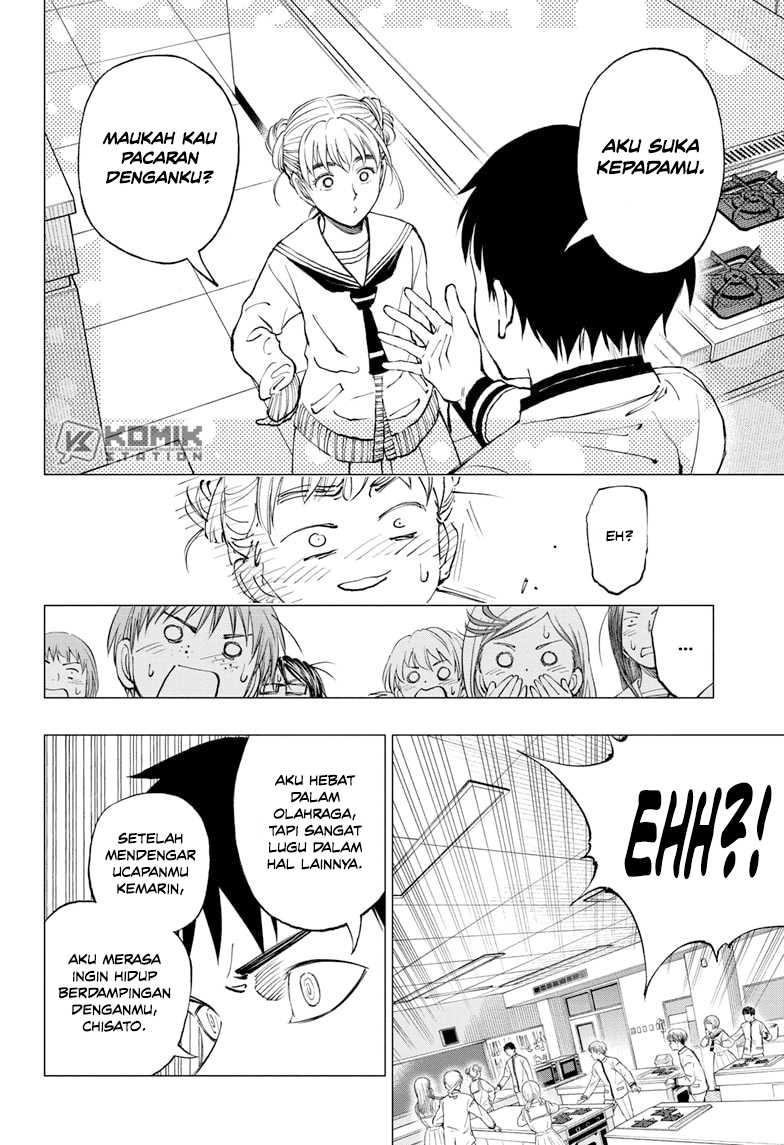 AKU SUKA
KEPADAMU.
MAUKAH KAU
PACARAN
DENGANKU?
KOMIK
STATION
EH?
...
EHH?!
AKU HEBAT
DALAM
OLAHRAGA,
TAPI SANGAT
LUGU DALAM
HAL LAINNYA.
SETELAH
MENDENGAR
UCAPANMU
KEMARIN,
AKU MERASA
INGIN HIDUP
BERDAMPINGAN
DENGANMU,
CHISATO.